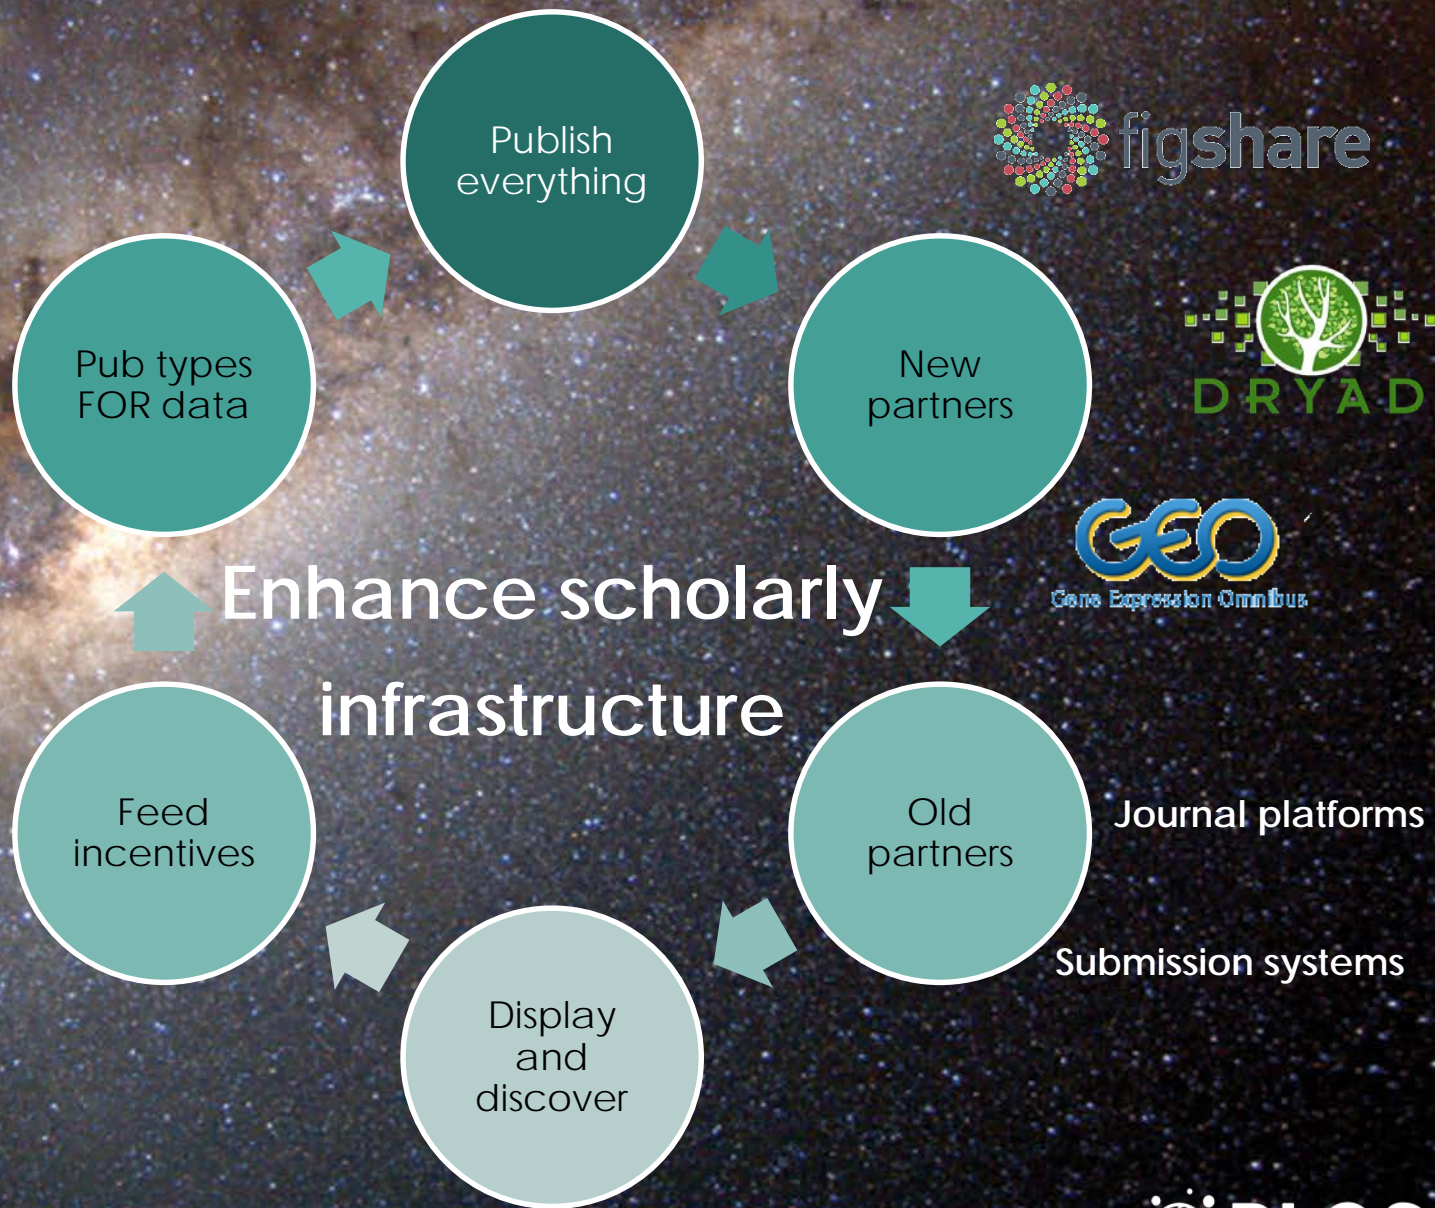 Publish
everything
figshare
Pub types
FOR data
New
partners
DRYAD
GEO
Gene Expression Omnibus
Enhance scholarly
infrastructure
Feed
incentives
Old
partners
Journal platforms
Submission systems
Display
and
discover